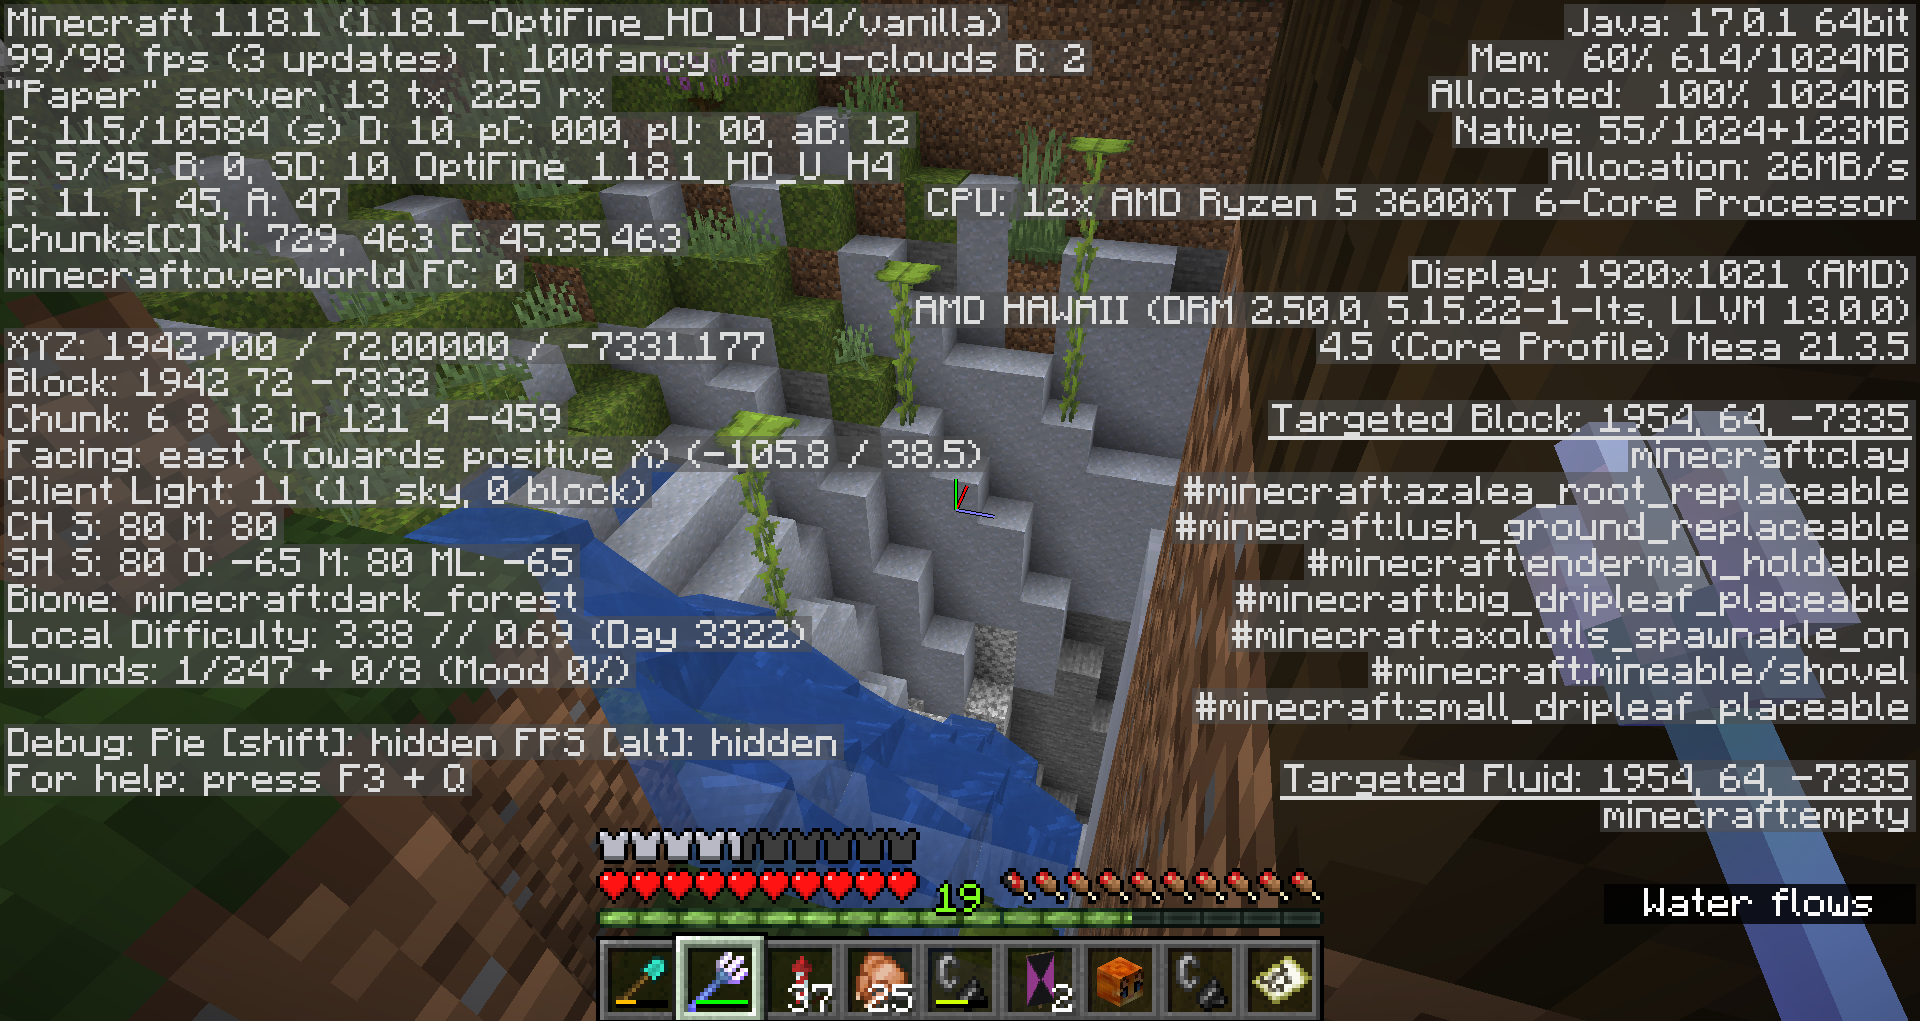 Minecraft 1.18.1 (1.18.1-OptiFine_HD_U_H4/vanilla)
99/98 fps (3 updates) T: 100fancy fancy-clouds B: 2
"Paper" server, 13 tx, 225 rx
C: 115/10584 (s) D: 10, pC: 000, pU: 00, aB: 12
E: 5/45, B: 0, SD: 10, OptiFine_1.18.1_HD_U_H4
P: 11. T: 45, A: 47
Chunks[C] W: 729, 463 E: 45,35,463
minecraft:overworld FC: 0
XYZ: 1942.700 / 72.00000 / -7331.177
Block: 1942 72 -7332
Chunk: 6 8 12 in 121 4 -459
Facing: east (Towards positive X) (-105.8 / 38.5)
Client Light: 11 (11 sky, 0 block)
CH S: 80 M: 80
SH S: 80 O: -65 M: 80 ML: -65
Biome: minecraft:dark_forest
Local Difficulty: 3.38 // 0.69 (Day 3322)
Sounds: 1/247 + 0/8 (Mood 0%)
Debug: Pie [shift]: hidden FPS [alt]: hidden
For help: press F3 + Q
Java: 17.0.1 64bit
Mem: 60% 614/1024MB
Allocated: 100% 1024MB
Native: 55/1024+123MB
Allocation: 26MB/s
CPU: 12x AMD Ryzen 5 3600XT 6-Core Processor
Display: 1920x1021 (AMD)
AMD HAWAII (DRM 2.50.0, 5.15.22-1-lts, LLVM 13.0.0)
4.5 (Core Profile) Mesa 21.3.5
Targeted Block: 1954, 64, -7335
minecraft:clay
#minecraft:azalea_root_replaceable
#minecraft:lush_ground_replaceable
#minecraft:enderman_holdable
#minecraft:big_dripleaf_placeable
#minecraft:axolotls_spawnable_on
#minecraft:mineable/shovel
#minecraft:small_dripleaf_placeable
Targeted Fluid: 1954, 64, -7335
minecraft:empty
Water flows
19
37
25
2